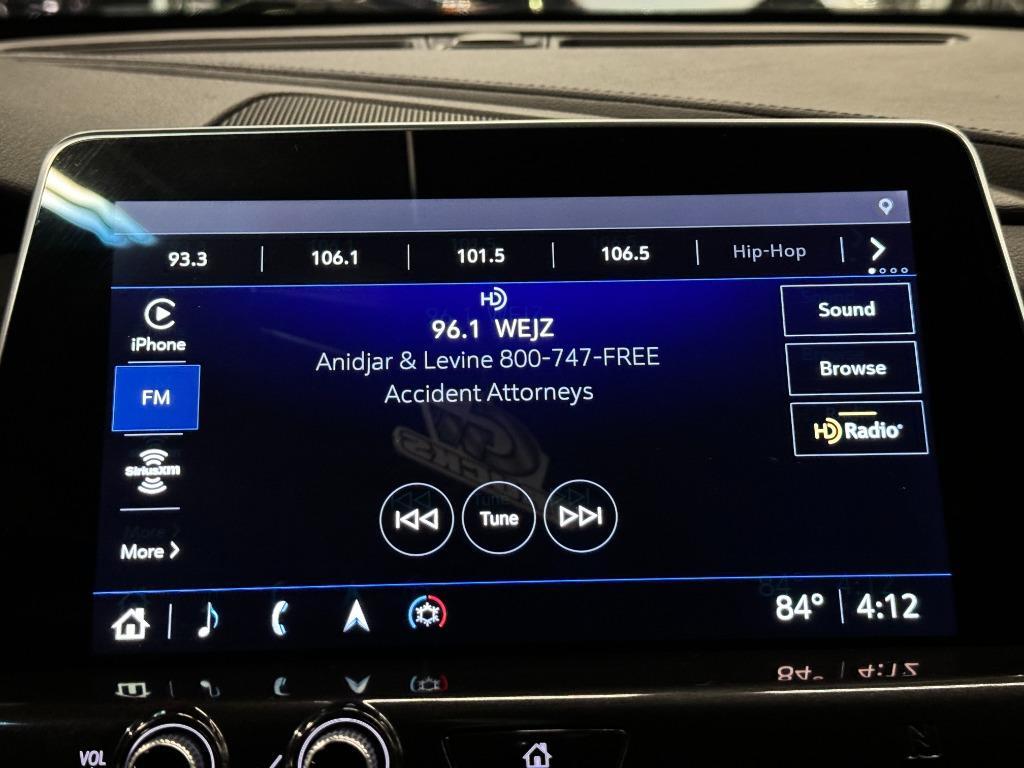 93.3 106.1 101.5 106.5 Hip-Hop
HD
96.1 WEJZ
Anidjar & Levine 800-747-FREE
Accident Attorneys
iPhone
FM
SiriusXM
More
Sound
Browse
HD Radio
Tune
84° 4:12
VOL